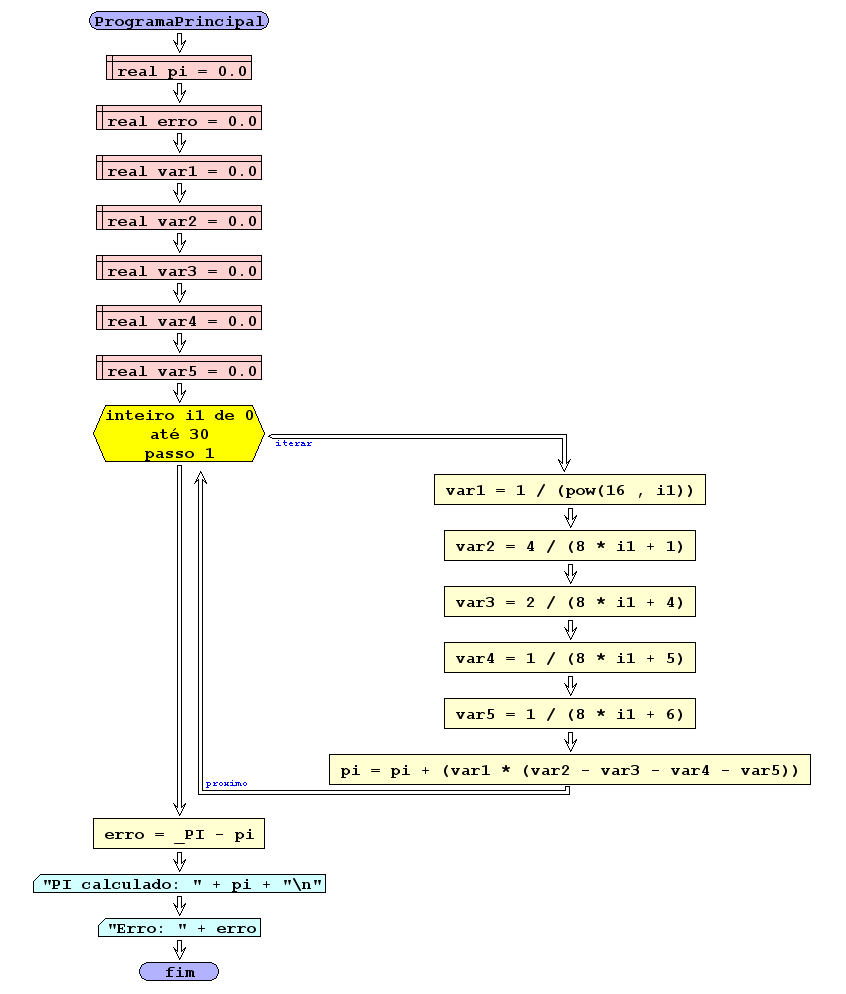 ProgramaPrincipal
real pi = 0.0
real erro = 0.0
real var1 = 0.0
real var2 = 0.0
real var3 = 0.0
real var4 = 0.0
real var5 = 0.0
inteiro i1 de 0
até 30
passo 1
iterar
var1 = 1 / (pow(16 , i1))
var2 = 4 / (8 * i1 + 1)
var3 = 2 / (8 * i1 + 4)
var4 = 1 / (8 * i1 + 5)
var5 = 1 / (8 * i1 + 6)
pi = pi + (var1 * (var2 - var3 - var4 - var5))
proximo
erro = _PI - pi
"PI calculado: " + pi + "\n"
"Erro: " + erro
fim